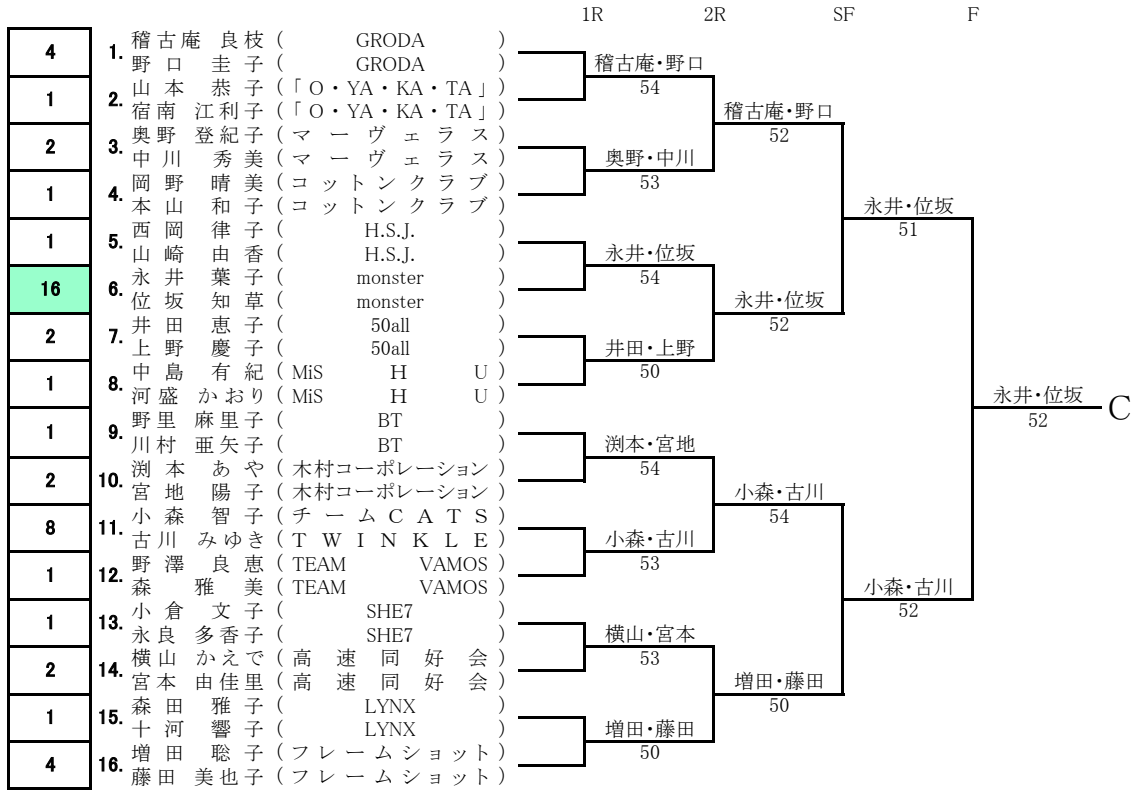 1R 2R SF F
4 1. 稽古庵 良枝 ( GRODA )
野口 圭子 ( GRODA )
稽古庵・野口
54
1 2. 山本 恭子 (「O・YA・KA・TA」)
宿南 江利子 (「O・YA・KA・TA」)
稽古庵・野口
52
2 3. 奥野 登紀子 ( マーヴェラス )
中川 秀美 ( マーヴェラス )
奥野・中川
53
1 4. 岡野 晴美 ( コットンクラブ )
本山 和子 ( コットンクラブ )
永井・位坂
51
1 5. 西岡 律子 ( H.S.J. )
山崎 由香 ( H.S.J. )
永井・位坂
54
16 6. 永井 葉子 ( monster )
位坂 知草 ( monster )
永井・位坂
52
2 7. 井田 恵子 ( 50all )
上野 慶子 ( 50all )
井田・上野
50
1 8. 中島 有紀 ( MiS H U )
河盛 かおり ( MiS H U )
永井・位坂
52
C
1 9. 野里 麻里子 ( BT )
川村 亜矢子 ( BT )
渕本・宮地
54
2 10. 渕本 あや ( 木村コーポレーション )
宮地 陽子 ( 木村コーポレーション )
小森・古川
54
8 11. 小森 智子 ( チームCATS )
古川 みゆき ( TWINKLE )
小森・古川
53
1 12. 野澤 良恵 ( TEAM VAMOS )
森 雅美 ( TEAM VAMOS )
小森・古川
52
1 13. 小倉 文子 ( SHE7 )
永良 多香子 ( SHE7 )
横山・宮本
53
2 14. 横山 かえで ( 高速同好会 )
宮本 由佳里 ( 高速同好会 )
増田・藤田
50
1 15. 森田 雅子 ( LYNX )
十河 響子 ( LYNX )
増田・藤田
50
4 16. 増田 聡子 ( フレームショット )
藤田 美也子 ( フレームショット )